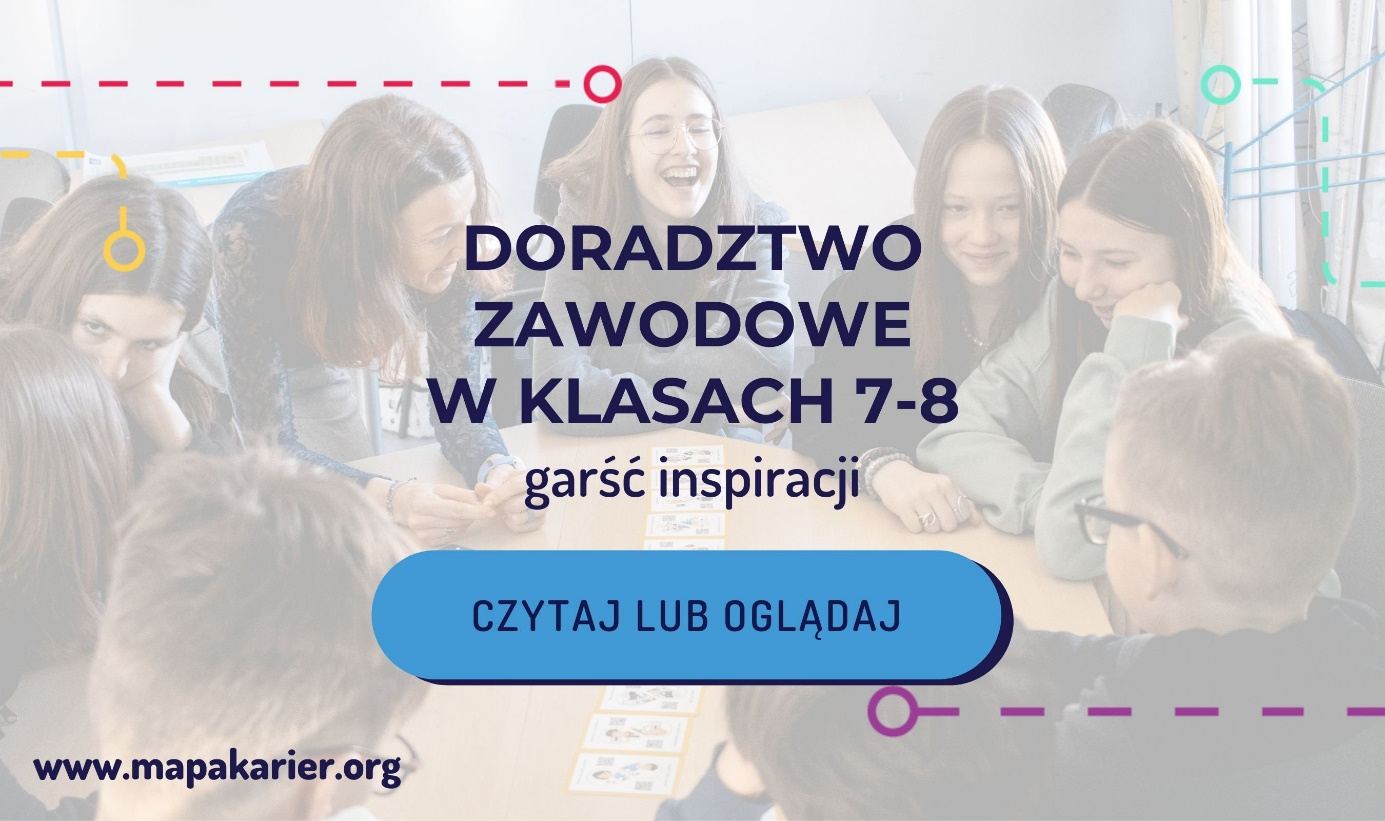 DORADZTWO
ZAWODOWE
W KLASACH 7-8
garść inspiracji
CZYTAJ LUB OGLĄDAJ
www.mapakarier.org